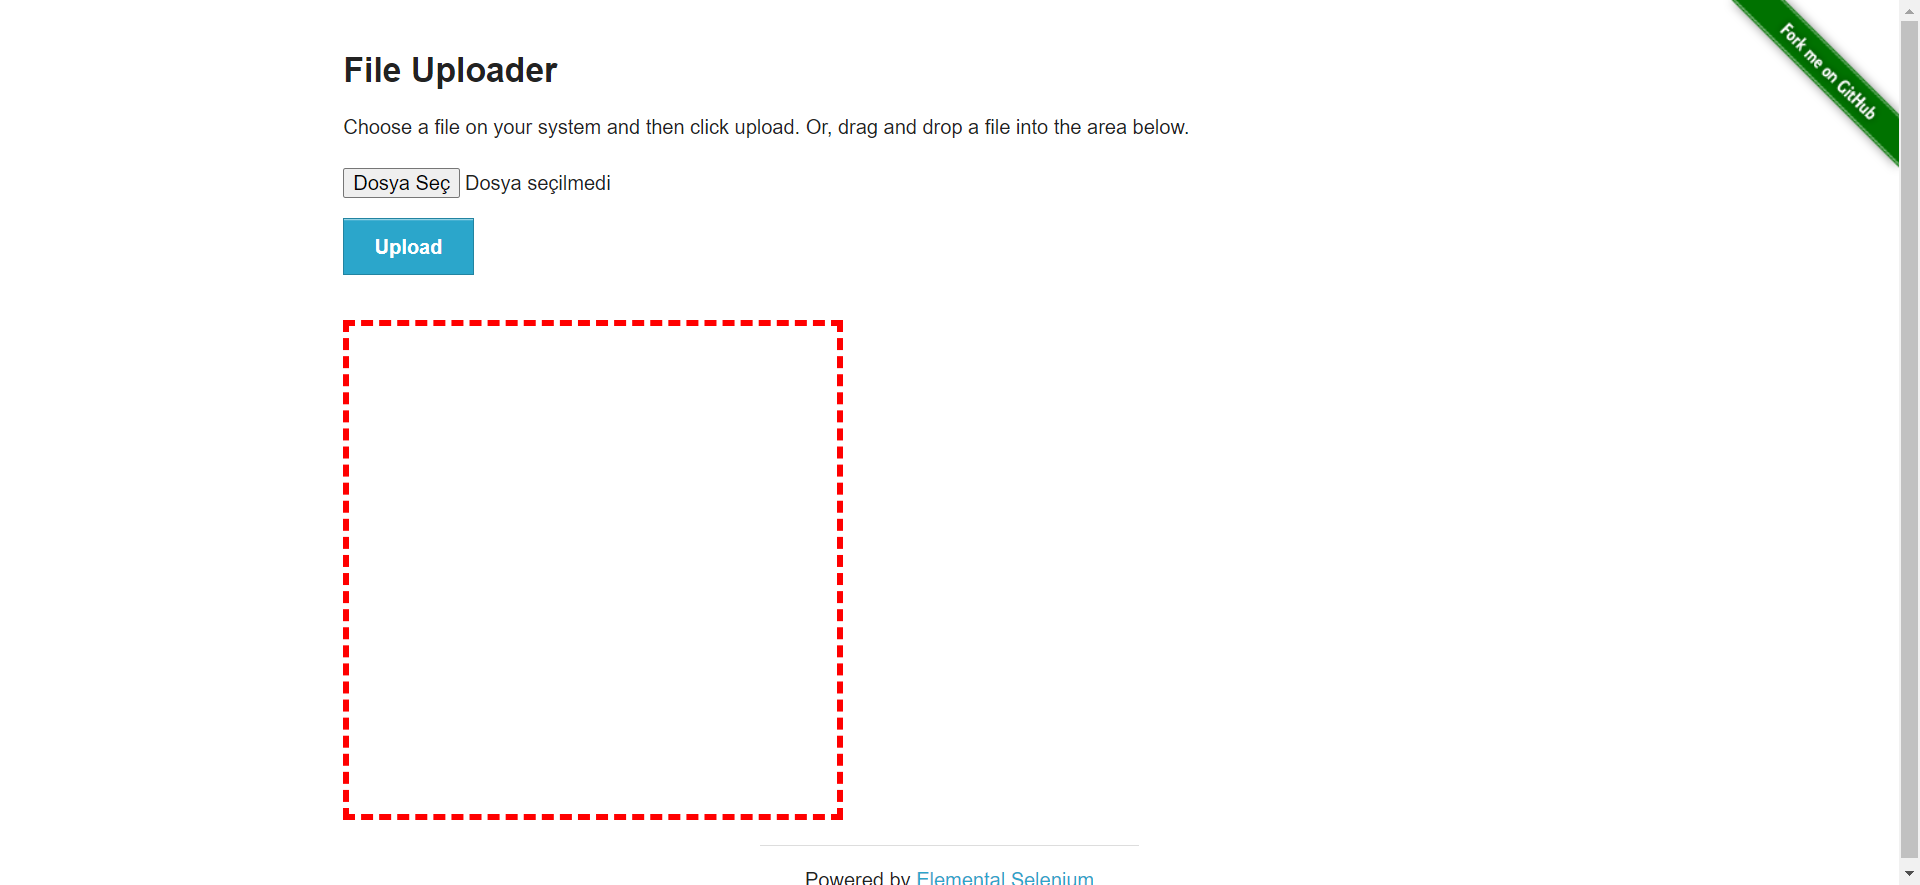 File Uploader
Fork me on GitHub
Choose a file on your system and then click upload. Or, drag and drop a file into the area below.
Dosya Seç Dosya seçilmedi
Upload
Powered by Elemental Selenium